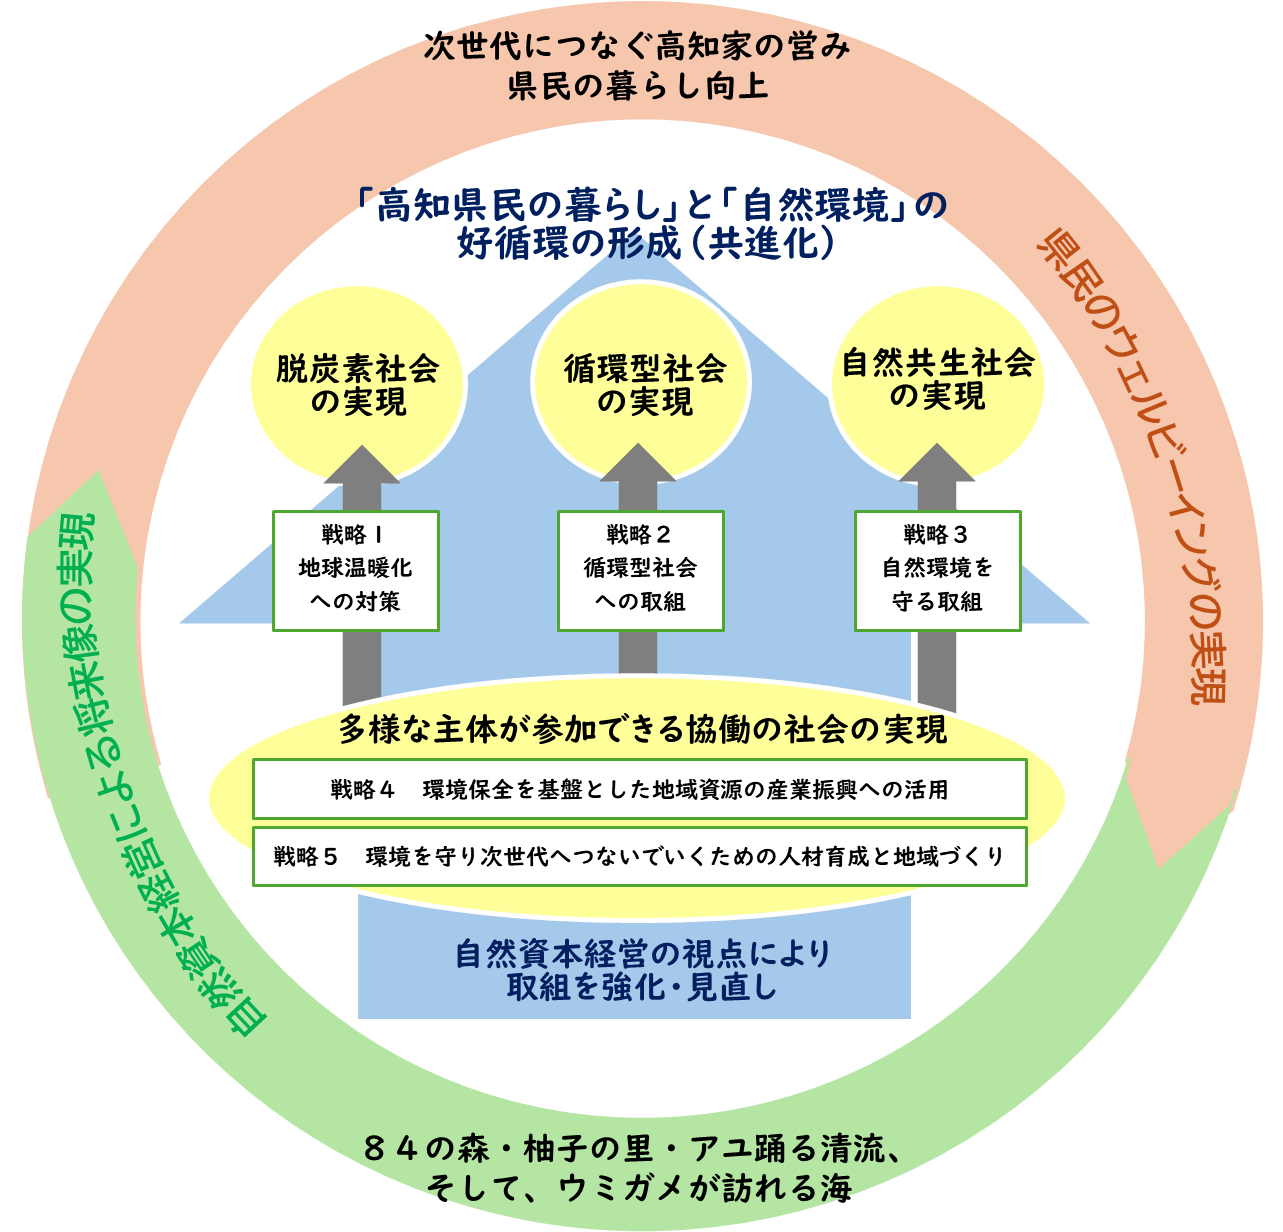 次世代につなぐ高知家の営み
県民の暮らし向上
「高知県民の暮らし」と「自然環境」の
好循環の形成（共進化）
県民のウェルビーイングの実現
脱炭素社会
の実現
循環型社会
の実現
自然共生社会
の実現
戦略１
地球温暖化
への対策
戦略２
循環型社会
への取組
戦略３
自然環境を
守る取組
自然資本経営による将来像の実現
多様な主体が参加できる協働の社会の実現
戦略４　環境保全を基盤とした地域資源の産業振興への活用
戦略５　環境を守り次世代へつないでいくための人材育成と地域づくり
自然資本経営の視点により
取組を強化・見直し
８４の森・柚子の里・アユ踊る清流、
そして、ウミガメが訪れる海